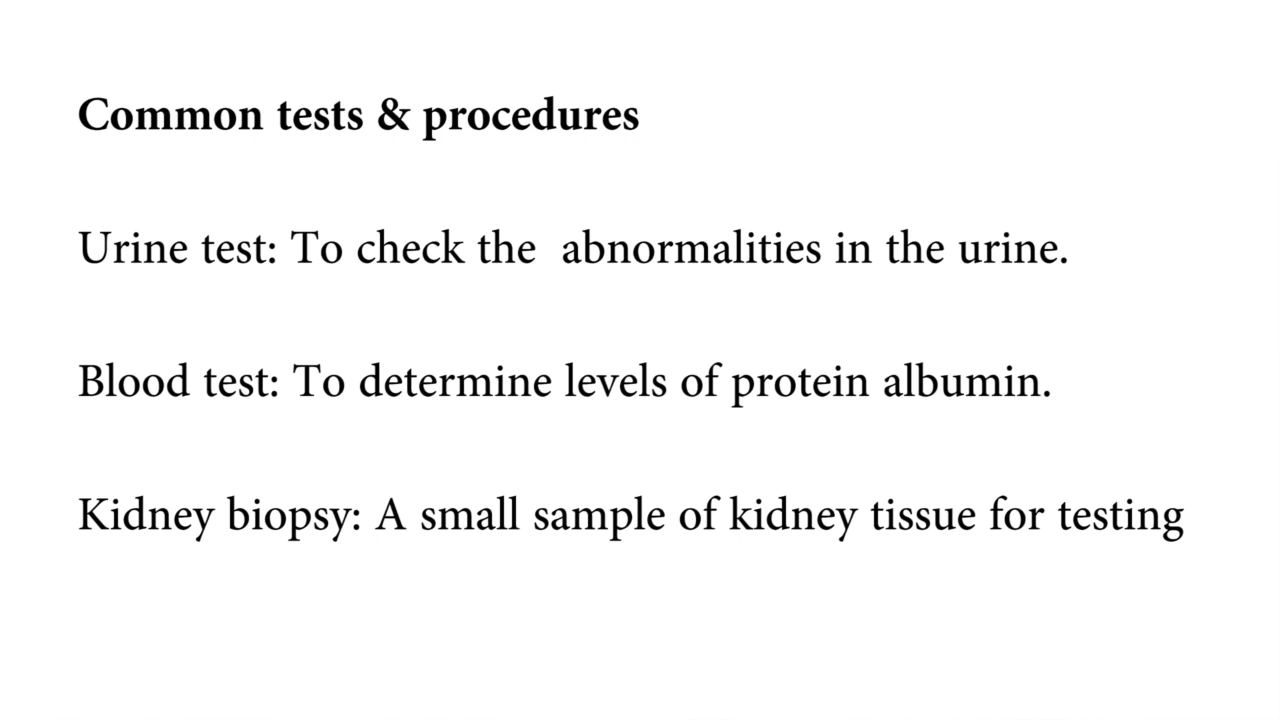 Common tests & procedures
Urine test: To check the  abnormalities in the urine.
Blood test: To determine levels of protein albumin.
Kidney biopsy: A small sample of kidney tissue for testing